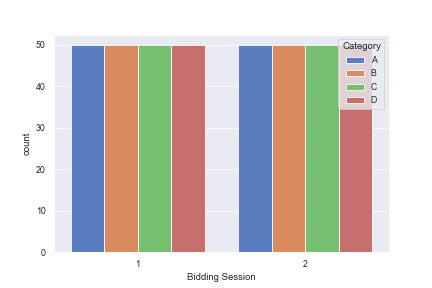 50
40
30
20
10
0
count
1
2
Bidding Session
Category
A
B
C
D